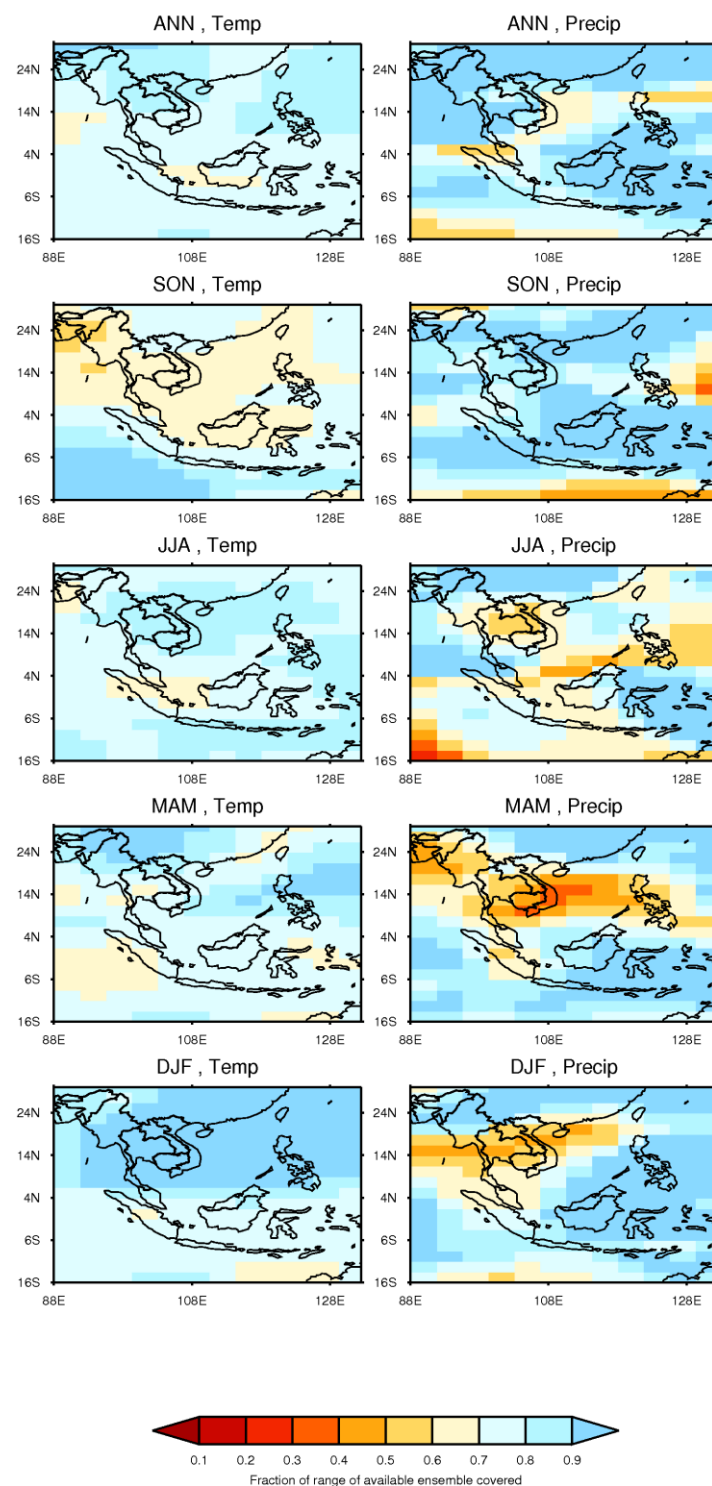 ANN , Temp
ANN , Precip
24N
14N
4N
6S
16S
88E
108E
128E
24N
14N
4N
6S
16S
88E
108E
128E
SON , Temp
SON , Precip
24N
14N
4N
6S
16S
88E
108E
128E
24N
14N
4N
6S
16S
88E
108E
128E
JJA , Temp
JJA , Precip
24N
14N
4N
6S
16S
88E
108E
128E
24N
14N
4N
6S
16S
88E
108E
128E
MAM , Temp
MAM , Precip
24N
14N
4N
6S
16S
88E
108E
128E
24N
14N
4N
6S
16S
88E
108E
128E
DJF , Temp
DJF , Precip
24N
14N
4N
6S
16S
88E
108E
128E
24N
14N
4N
6S
16S
88E
108E
128E
0.1 0.2 0.3 0.4 0.5 0.6 0.7 0.8 0.9
Fraction of range of available ensemble covered